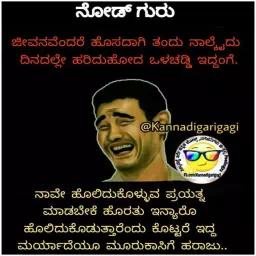 ನೋಡ್ ಗುರು
ಜೀವನವೆಂದರೆ ಹೊಸದಾಗಿ ತಂದು ನಾಲ್ಕೈದು
ದಿನದಲ್ಲೇ ಹರಿದುಹೋದ ಒಳಚಡ್ಡಿ ಇದ್ದಂಗೆ.
@Kannadigarigagi
ನಾವೇ ಹೊಲಿದುಕೊಳ್ಳುವ ಪ್ರಯತ್ನ
ಮಾಡಬೇಕೆ ಹೊರತು ಇನ್ಯಾರೊ
ಹೊಲಿದುಕೊಡುತ್ತಾರೆಂದು ಕೊಟ್ಟರೆ ಇದ್ದ
ಮರ್ಯಾದೆಯೂ ಮೂರುಕಾಸಿಗೆ ಹರಾಜು..